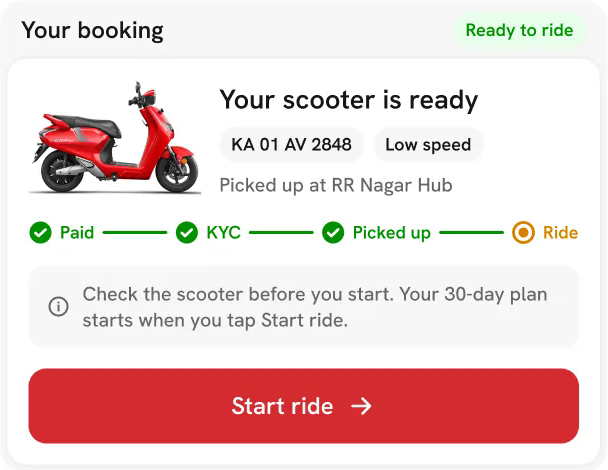 Your booking
Ready to ride
Your scooter is ready
KA 01 AV 2848
Low speed
Picked up at RR Nagar Hub
Paid
KYC
Picked up
Ride
Check the scooter before you start. Your 30-day plan
starts when you tap Start ride.
Start ride